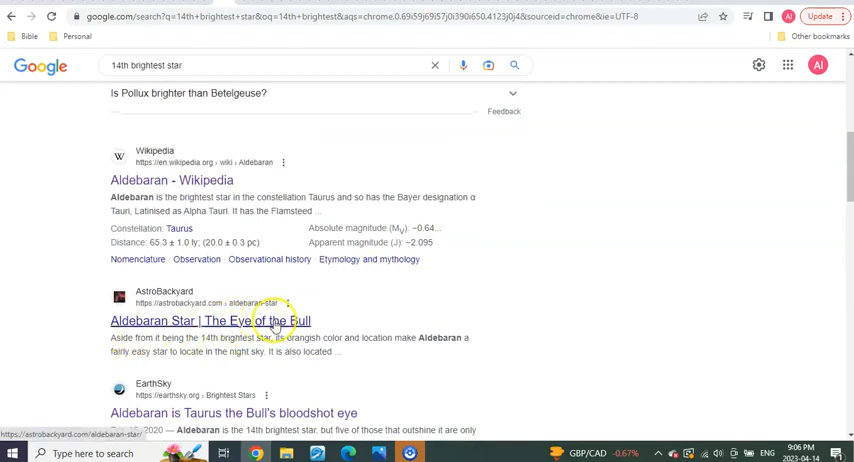 google.com/search?q=14th+brightest+star&oq=14th+brightest&aqs=chrome.0.69i59j69i57j0i390i650.4123j0j4&sourceid=chrome&ie=UTF-8
Update
Bible
Personal
Other bookmarks
Google
14th brightest star
AI
Is Pollux brighter than Betelgeuse?
Feedback
W
Wikipedia
https://en.wikipedia.org › wiki › Aldebaran
Aldebaran - Wikipedia
Aldebaran is the brightest star in the constellation Taurus and so has the Bayer designation α
Tauri, Latinised as Alpha Tauri. It has the Flamsteed ...
Constellation: Taurus
Absolute magnitude (MV): −0.64...
Distance: 65.3 ± 1.0 ly; (20.0 ± 0.3 pc)
Apparent magnitude (J): −2.095
Nomenclature · Observation · Observational history · Etymology and mythology
AstroBackyard
https://astrobackyard.com › aldebaran-star
Aldebaran Star | The Eye of the Bull
Aside from it being the 14th brightest star, its orangish color and location make Aldebaran a
fairly easy star to locate in the night sky. It is also located ...
EarthSky
https://earthsky.org › Brightest Stars
Aldebaran is Taurus the Bull's bloodshot eye
2020 — Aldebaran is the 14th brightest star, but five of those that outshine it are only
https://astrobackyard.com/aldebaran-star/
Type here to search
GBP/CAD -0.67%
ENG
9:06 PM
2023-04-14